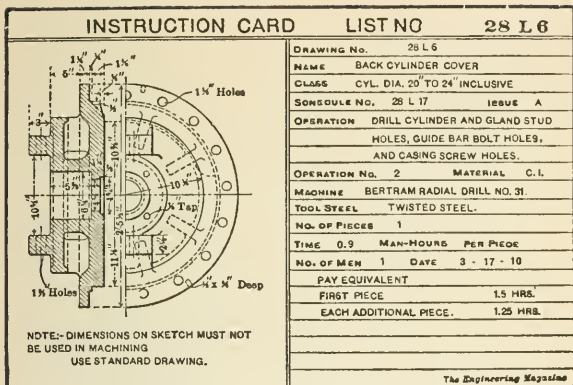 INSTRUCTION CARD LIST NO 28 L 6
DRAWING No. 28 L 6
NAME BACK CYLINDER COVER
CLASS CYL. DIA. 20" TO 24" INCLUSIVE
SCHEDULE No. 28 L 17 ISSUE A
OPERATION DRILL CYLINDER AND GLAND STUD
HOLES, GUIDE BAR BOLT HOLES,
AND CASING SCREW HOLES.
OPERATION No. 2 MATERIAL C.I.
MACHINE BERTRAM RADIAL DRILL NO. 31.
TOOL STEEL TWISTED STEEL.
NO. OF PIECES 1
TIME 0.9 MAN-HOURS PER PIECE
NO. OF MEN 1 DATE 3 - 17 - 10
PAY EQUIVALENT
FIRST PIECE 1.5 HRS.
EACH ADDITIONAL PIECE. 1.25 HRS.
The Engineering Magazine
5"
3"
Holes
Tap
Holes
Deep
NOTE:- DIMENSIONS ON SKETCH MUST NOT
BE USED IN MACHINING
USE STANDARD DRAWING.